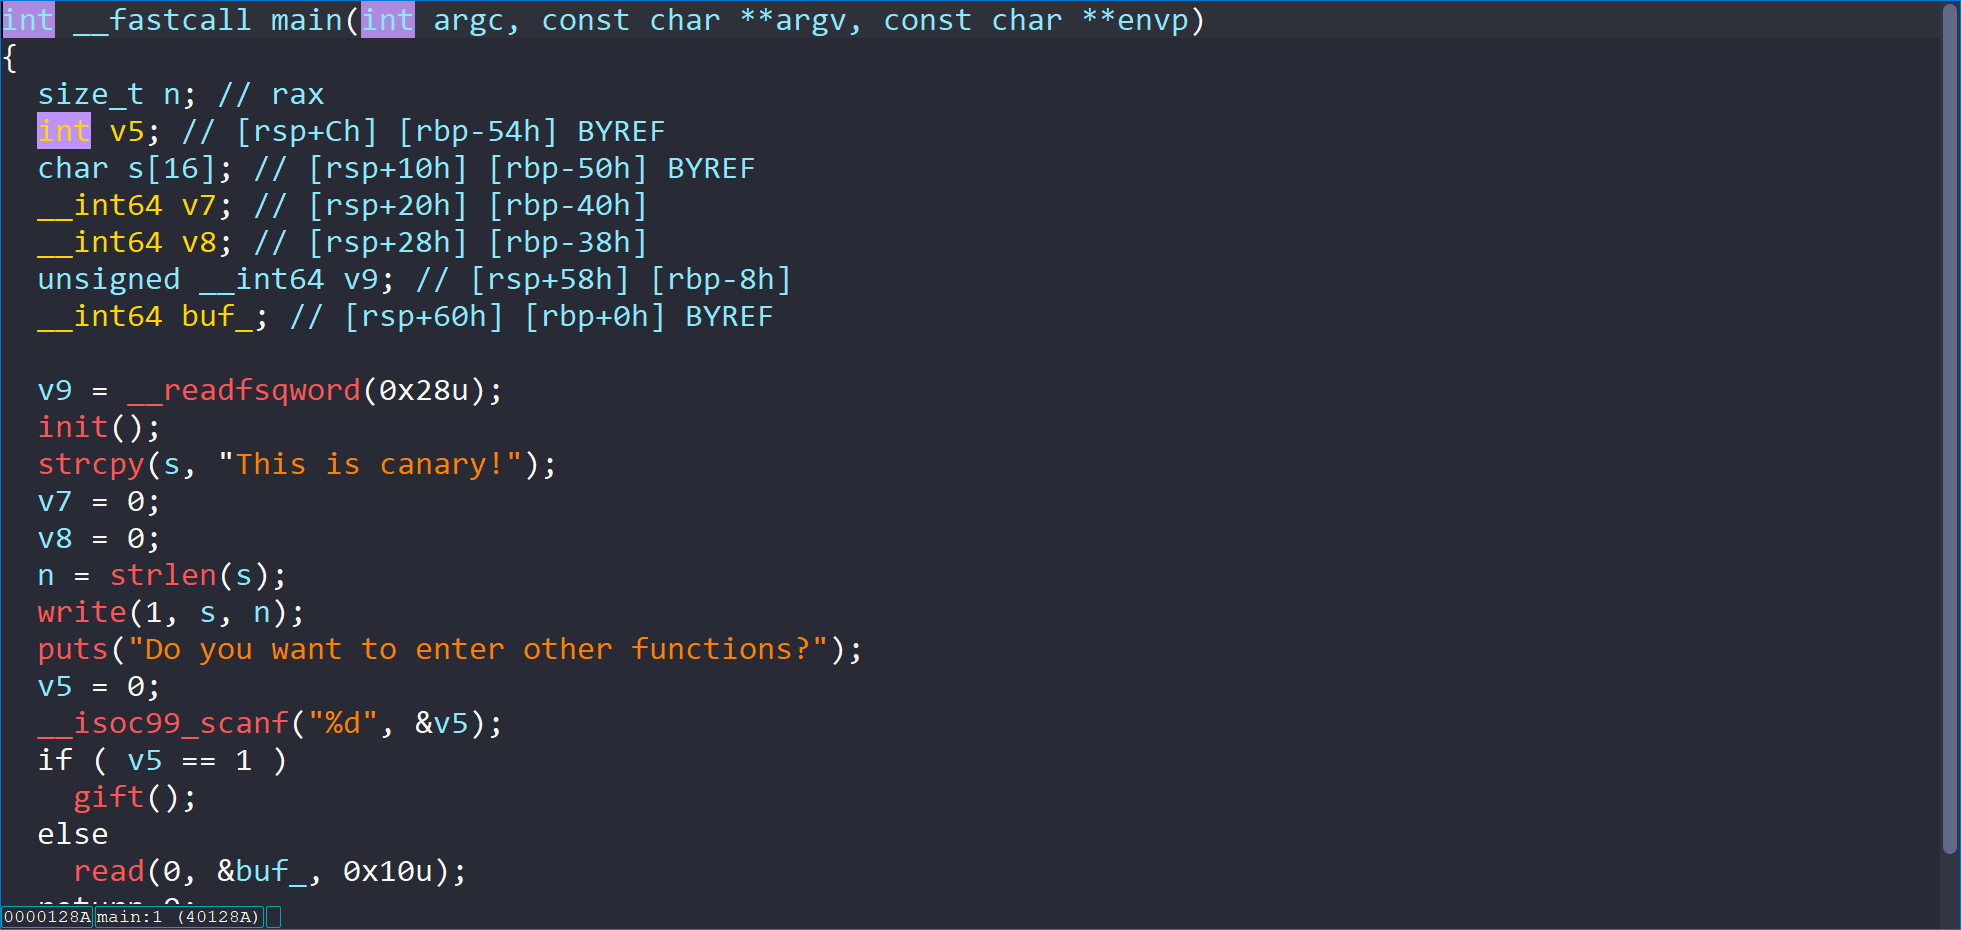 int __fastcall main(int argc, const char **argv, const char **envp)
{
  size_t n; // rax
  int v5; // [rsp+Ch] [rbp-54h] BYREF
  char s[16]; // [rsp+10h] [rbp-50h] BYREF
  __int64 v7; // [rsp+20h] [rbp-40h]
  __int64 v8; // [rsp+28h] [rbp-38h]
  unsigned __int64 v9; // [rsp+58h] [rbp-8h]
  __int64 buf_; // [rsp+60h] [rbp+0h] BYREF

  v9 = __readfsqword(0x28u);
  init();
  strcpy(s, "This is canary!");
  v7 = 0;
  v8 = 0;
  n = strlen(s);
  write(1, s, n);
  puts("Do you want to enter other functions?");
  v5 = 0;
  __isoc99_scanf("%d", &v5);
  if ( v5 == 1 )
    gift();
  else
    read(0, &buf_, 0x10u);
  return 0;
0000128A main:1 (40128A)